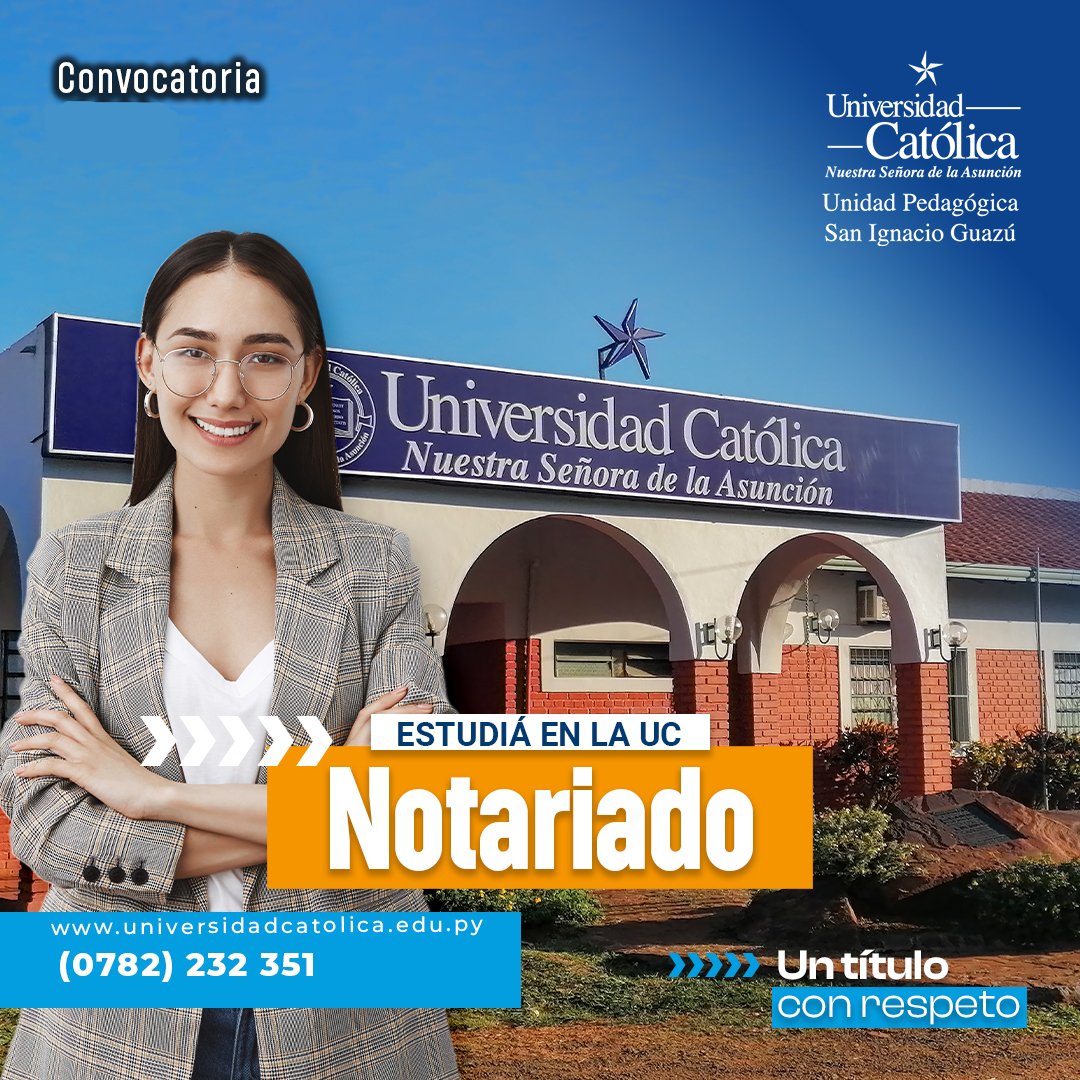 Convocatoria
Universidad
Católica
Nuestra Señora de la Asunción
Unidad Pedagógica
San Ignacio Guazú
Universidad Católica
Nuestra Señora de la Asunción
ESTUDIÁ EN LA UC
Notariado
www.universidadcatolica.edu.py
(0782) 232 351
Un título
con respeto